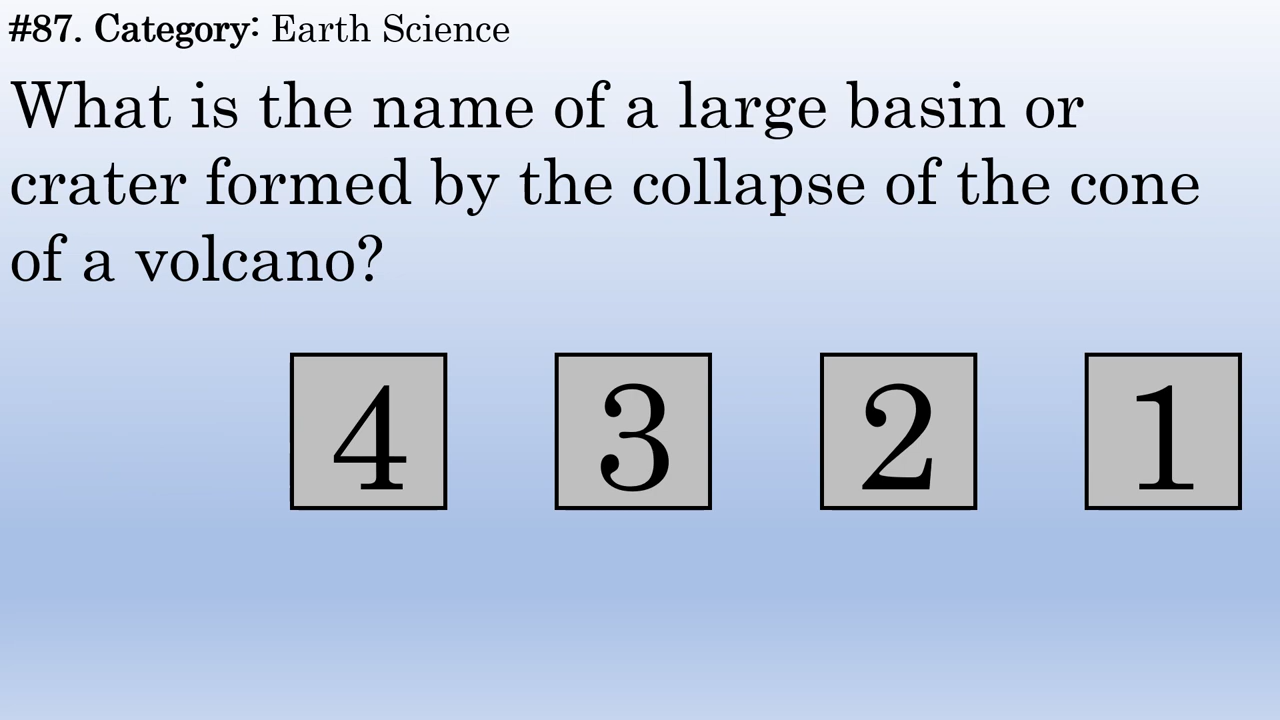 #87. Category: Earth Science
What is the name of a large basin or
crater formed by the collapse of the cone
of a volcano?
4 3 2 1